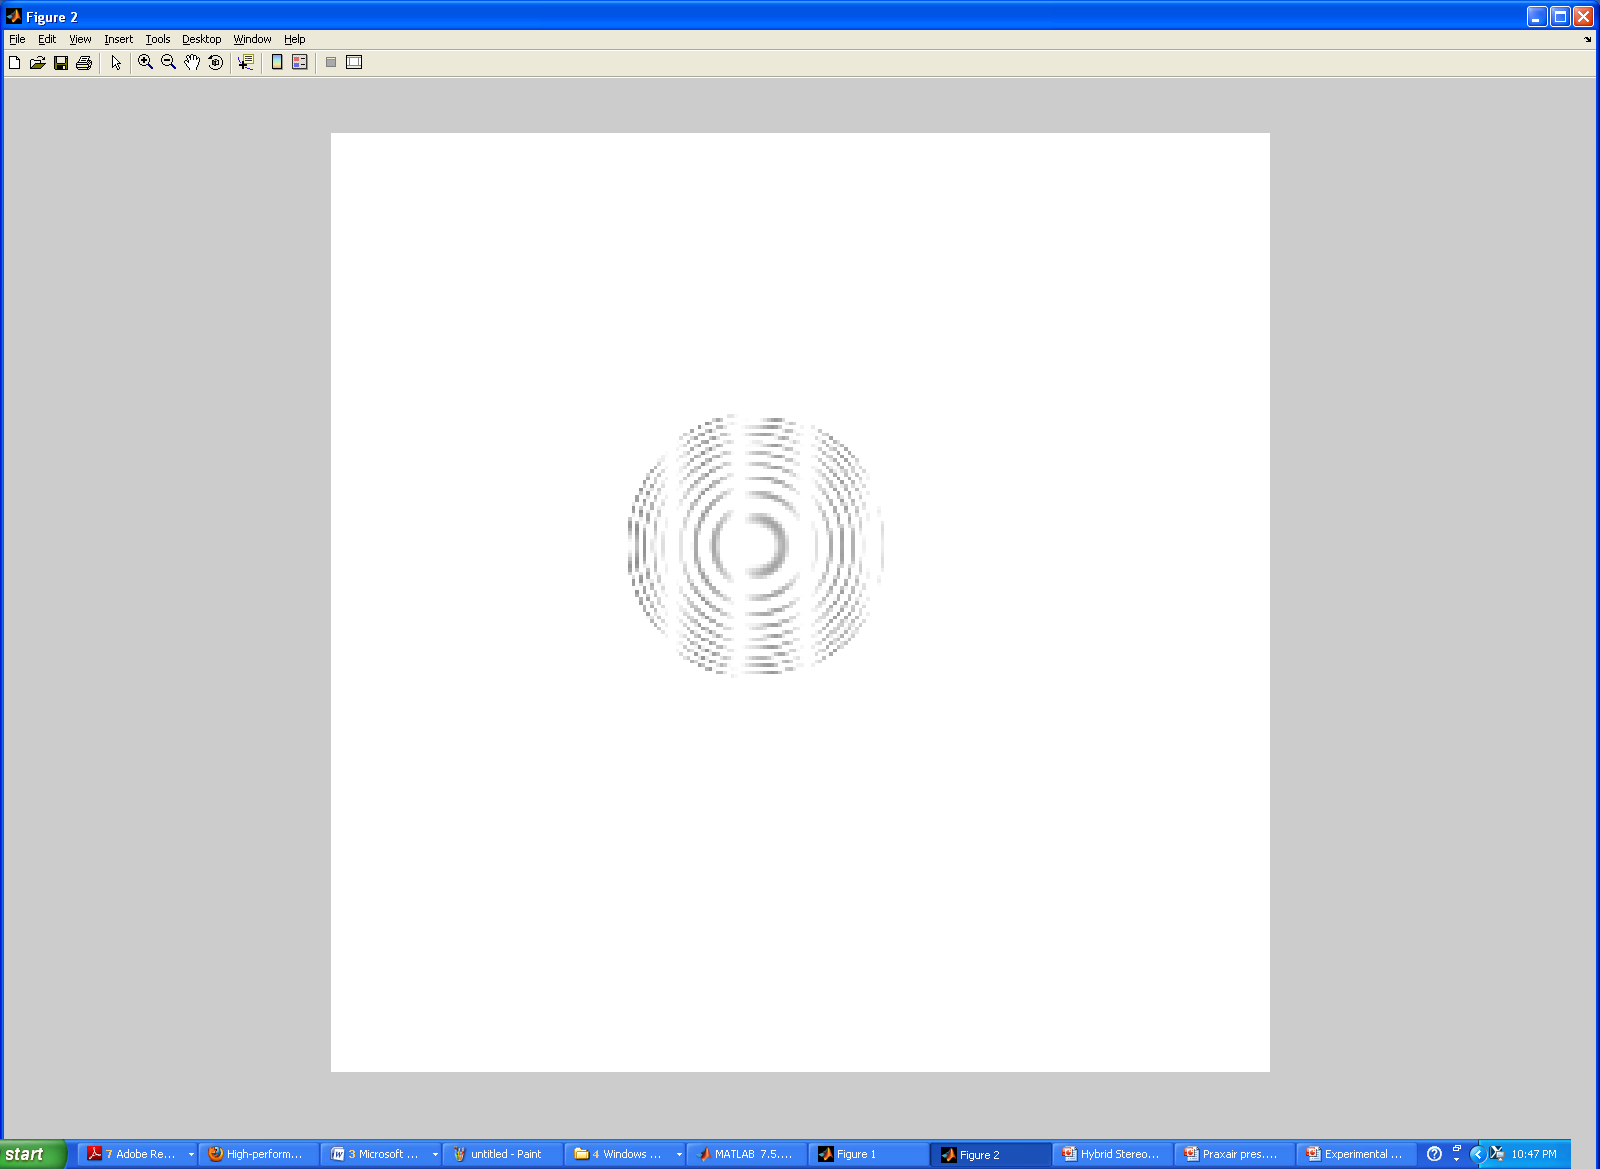 Figure 2
File Edit View Insert Tools Desktop Window Help
start 7 Adobe Re... High-perform... 3 Microsoft ... untitled - Paint 4 Windows ... MATLAB 7.5.... Figure 1 Figure 2 Hybrid Stereo... Praxair pres.... Experimental ... 10:47 PM